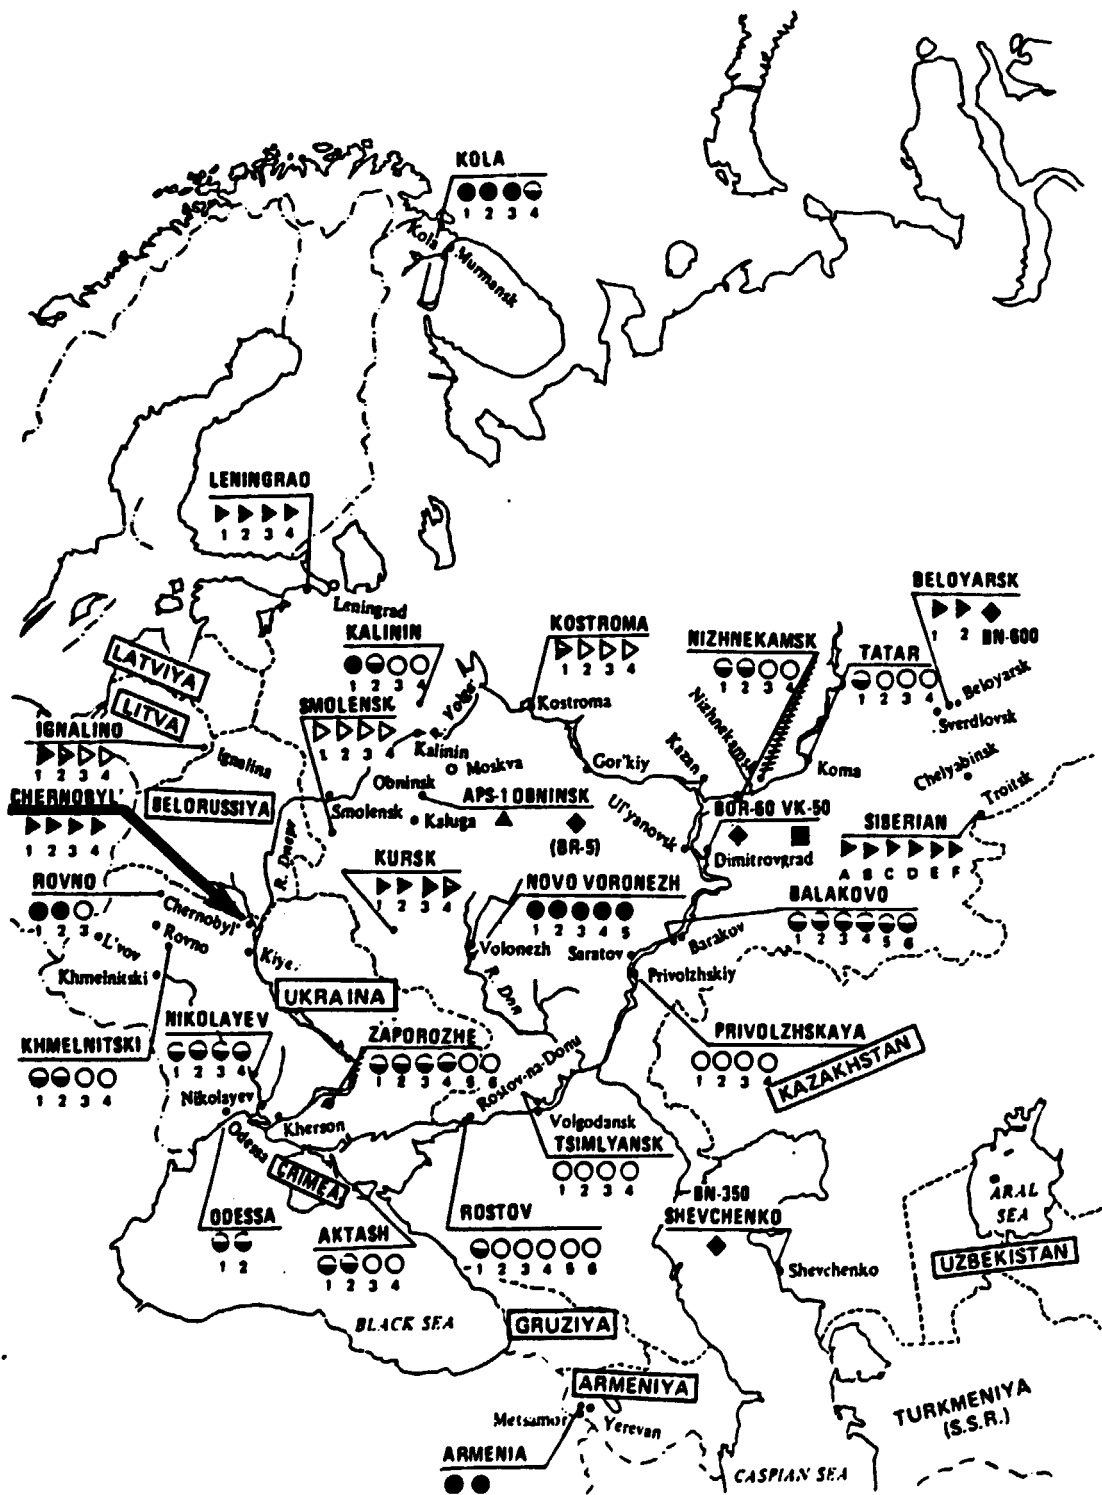 KOLA
1 2 3 4
Kola
Murmansk
LENINGRAD
1 2 3 4
Leningrad
KALININ
1 2 3 4
KOSTROMA
1 2 3 4
NIZHNEKAMSK
1 2 3 4
TATAR
1 2 3 4
BELOYARSK
1 2 BN-600
Beloyarsk
Sverdlovsk
LATVIYA
LITVA
SMOLENSK
1 2 3 4
Volga
Kostroma
Nizhnekamsk
IGNALINO
1 2 3 4
Ignalina
Kalinin
Moskva
Gor'kiy
Kazan
Koma
Chelyabinsk
Troitsk
CHERNOBYL'
1 2 3 4
BELORUSSIYA
Obninsk
Smolensk
Kaluga
APS-1 OBNINSK
(BR-5)
Ul'yanovsk
BOR-60 VK-50
Dimitrovgrad
SIBERIAN
A B C D E F
R. Dnepr
KURSK
1 2 3 4
NOVO VORONEZH
1 2 3 4 5
BALAKOVO
1 2 3 4 5 6
ROVNO
1 2 3
Chernobyl'
Rovno
L'vov
Khmelnitski
Kiye
Volonezh
Saratov
Barakov
Privolzhskiy
R. Don
UKRAINA
NIKOLAYEV
1 2 3 4
ZAPOROZHE
1 2 3 4 5 6
PRIVOLZHSKAYA
1 2 3 4
KAZAKHSTAN
KHMELNITSKI
1 2 3 4
Nikolayev
Kherson
Rostov-na-Donu
Volgodansk
TSIMLYANSK
1 2 3 4
Odessa
CRIMEA
ODESSA
1 2
AKTASH
1 2 3 4
ROSTOV
1 2 3 4 5 6
BN-350
SHEVCHENKO
Shevchenko
ARAL
SEA
UZBEKISTAN
BLACK SEA
GRUZIYA
ARMENIYA
Metsamor
Yerevan
TURKMENIYA
(S.S.R.)
ARMENIA
CASPIAN SEA